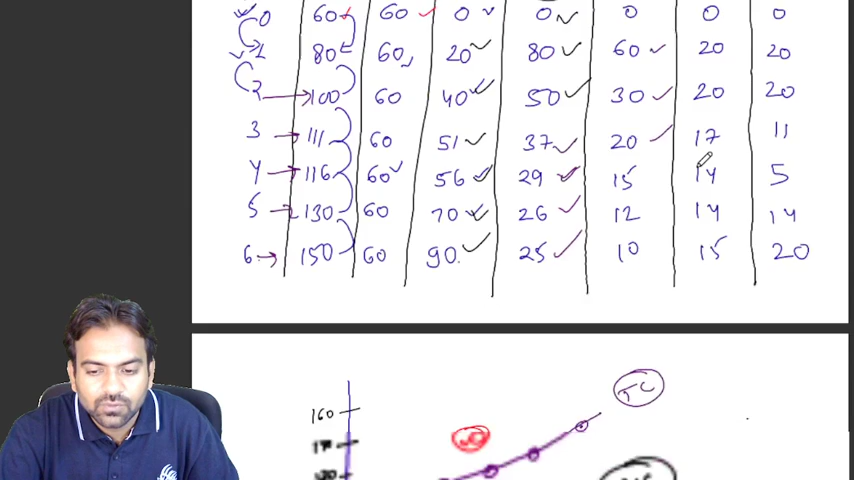 0 60 60 0 0 0 0 0
1 80 60 20 80 60 20 20
2 100 60 40 50 30 20 20
3 111 60 51 37 20 17 11
4 116 60 56 29 15 14 5
5 130 60 70 26 12 14 14
6 150 60 90 25 10 15 20
TC
160